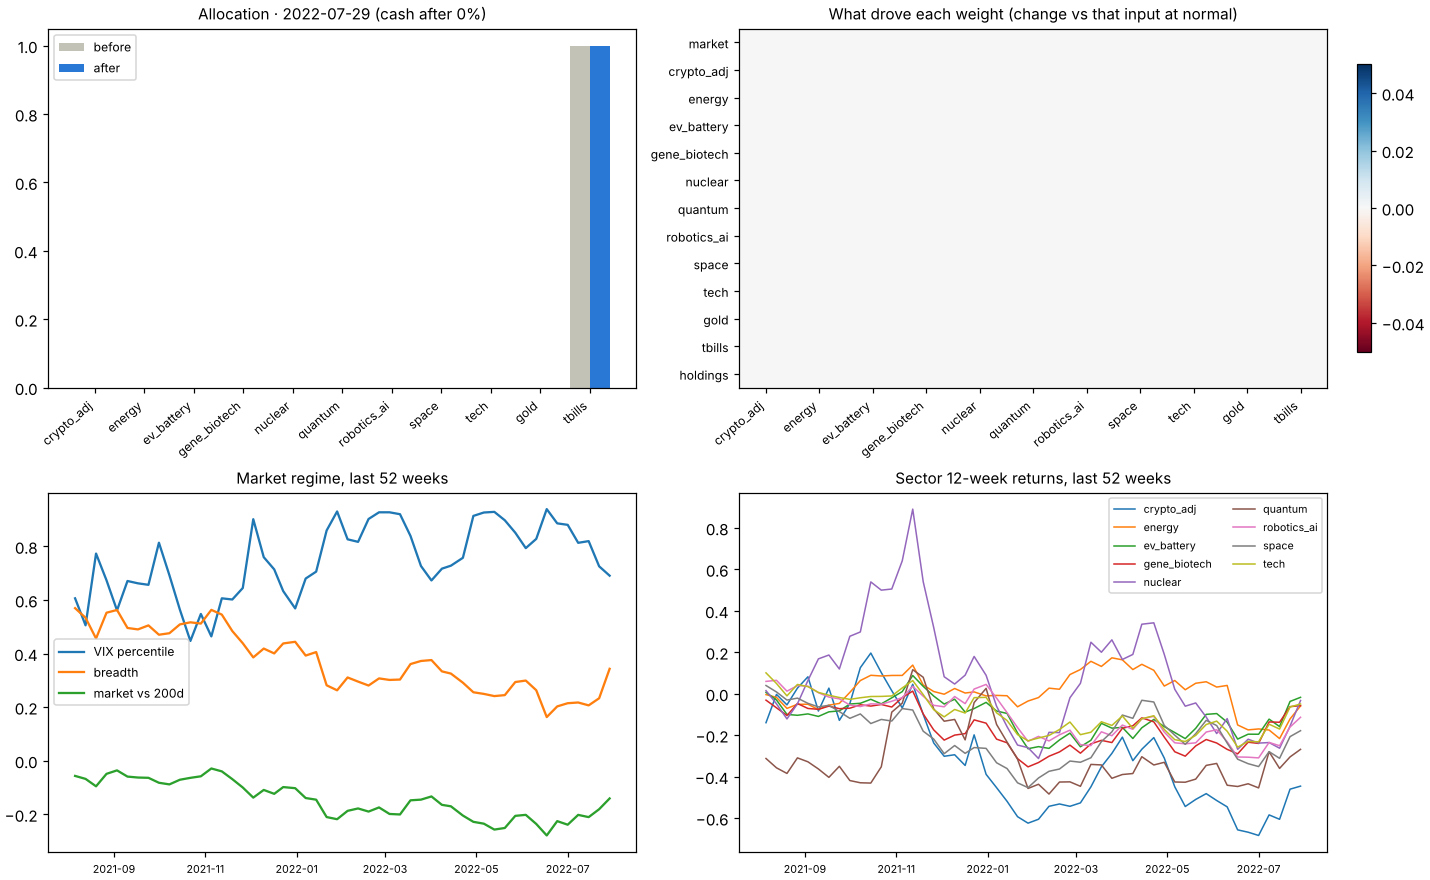 Allocation · 2022-07-29 (cash after 0%)
before
after
1.0
0.8
0.6
0.4
0.2
0.0
crypto_adj
energy
ev_battery
gene_biotech
nuclear
quantum
robotics_ai
space
tech
gold
tbills
What drove each weight (change vs that input at normal)
market
crypto_adj
energy
ev_battery
gene_biotech
nuclear
quantum
robotics_ai
space
tech
gold
tbills
holdings
crypto_adj
energy
ev_battery
gene_biotech
nuclear
quantum
robotics_ai
space
tech
gold
tbills
0.04
0.02
0.00
−0.02
−0.04
Market regime, last 52 weeks
0.8
0.6
0.4
0.2
0.0
−0.2
VIX percentile
breadth
market vs 200d
2021-09
2021-11
2022-01
2022-03
2022-05
2022-07
Sector 12-week returns, last 52 weeks
crypto_adj
energy
ev_battery
gene_biotech
nuclear
quantum
robotics_ai
space
tech
0.8
0.6
0.4
0.2
0.0
−0.2
−0.4
−0.6
2021-09
2021-11
2022-01
2022-03
2022-05
2022-07